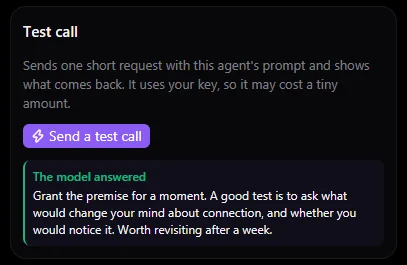 Test call
Sends one short request with this agent's prompt and shows
what comes back. It uses your key, so it may cost a tiny
amount.
Send a test call
The model answered
Grant the premise for a moment. A good test is to ask what
would change your mind about connection, and whether you
would notice it. Worth revisiting after a week.